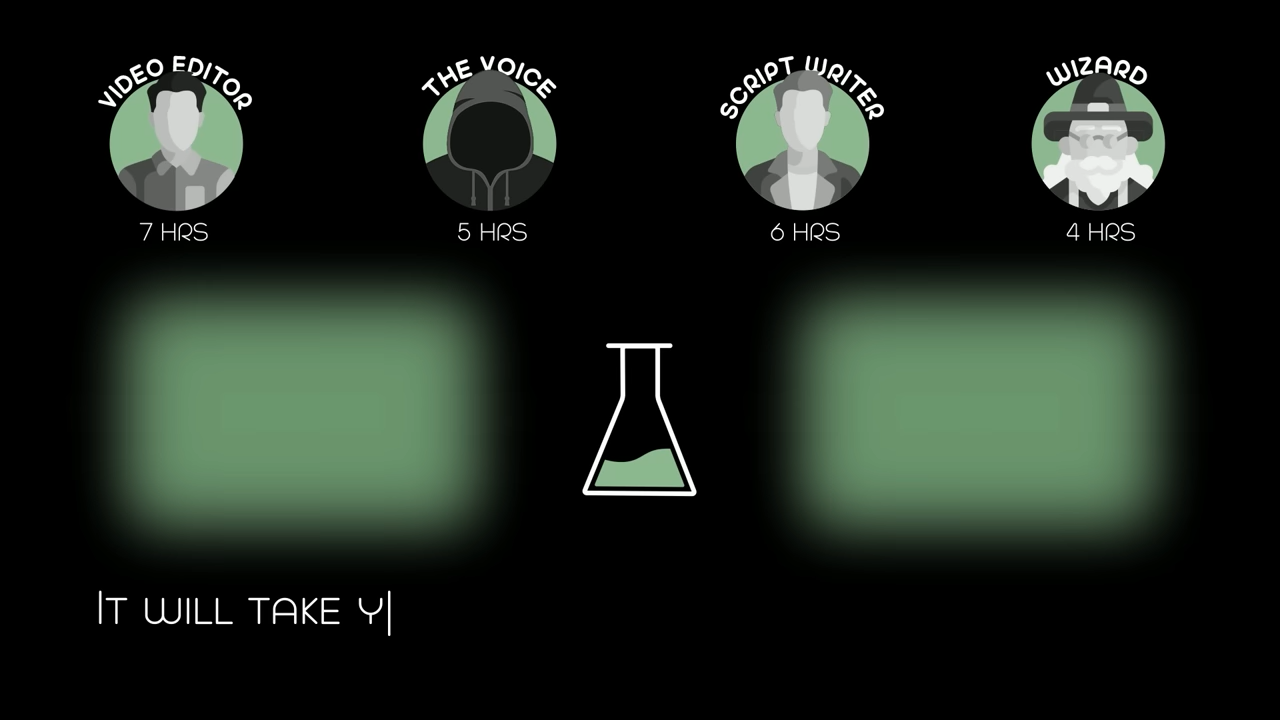 VIDEO EDITOR
THE VOICE
SCRIPT WRITER
WIZARD
7 HRS
5 HRS
6 HRS
4 HRS
IT WILL TAKE Y